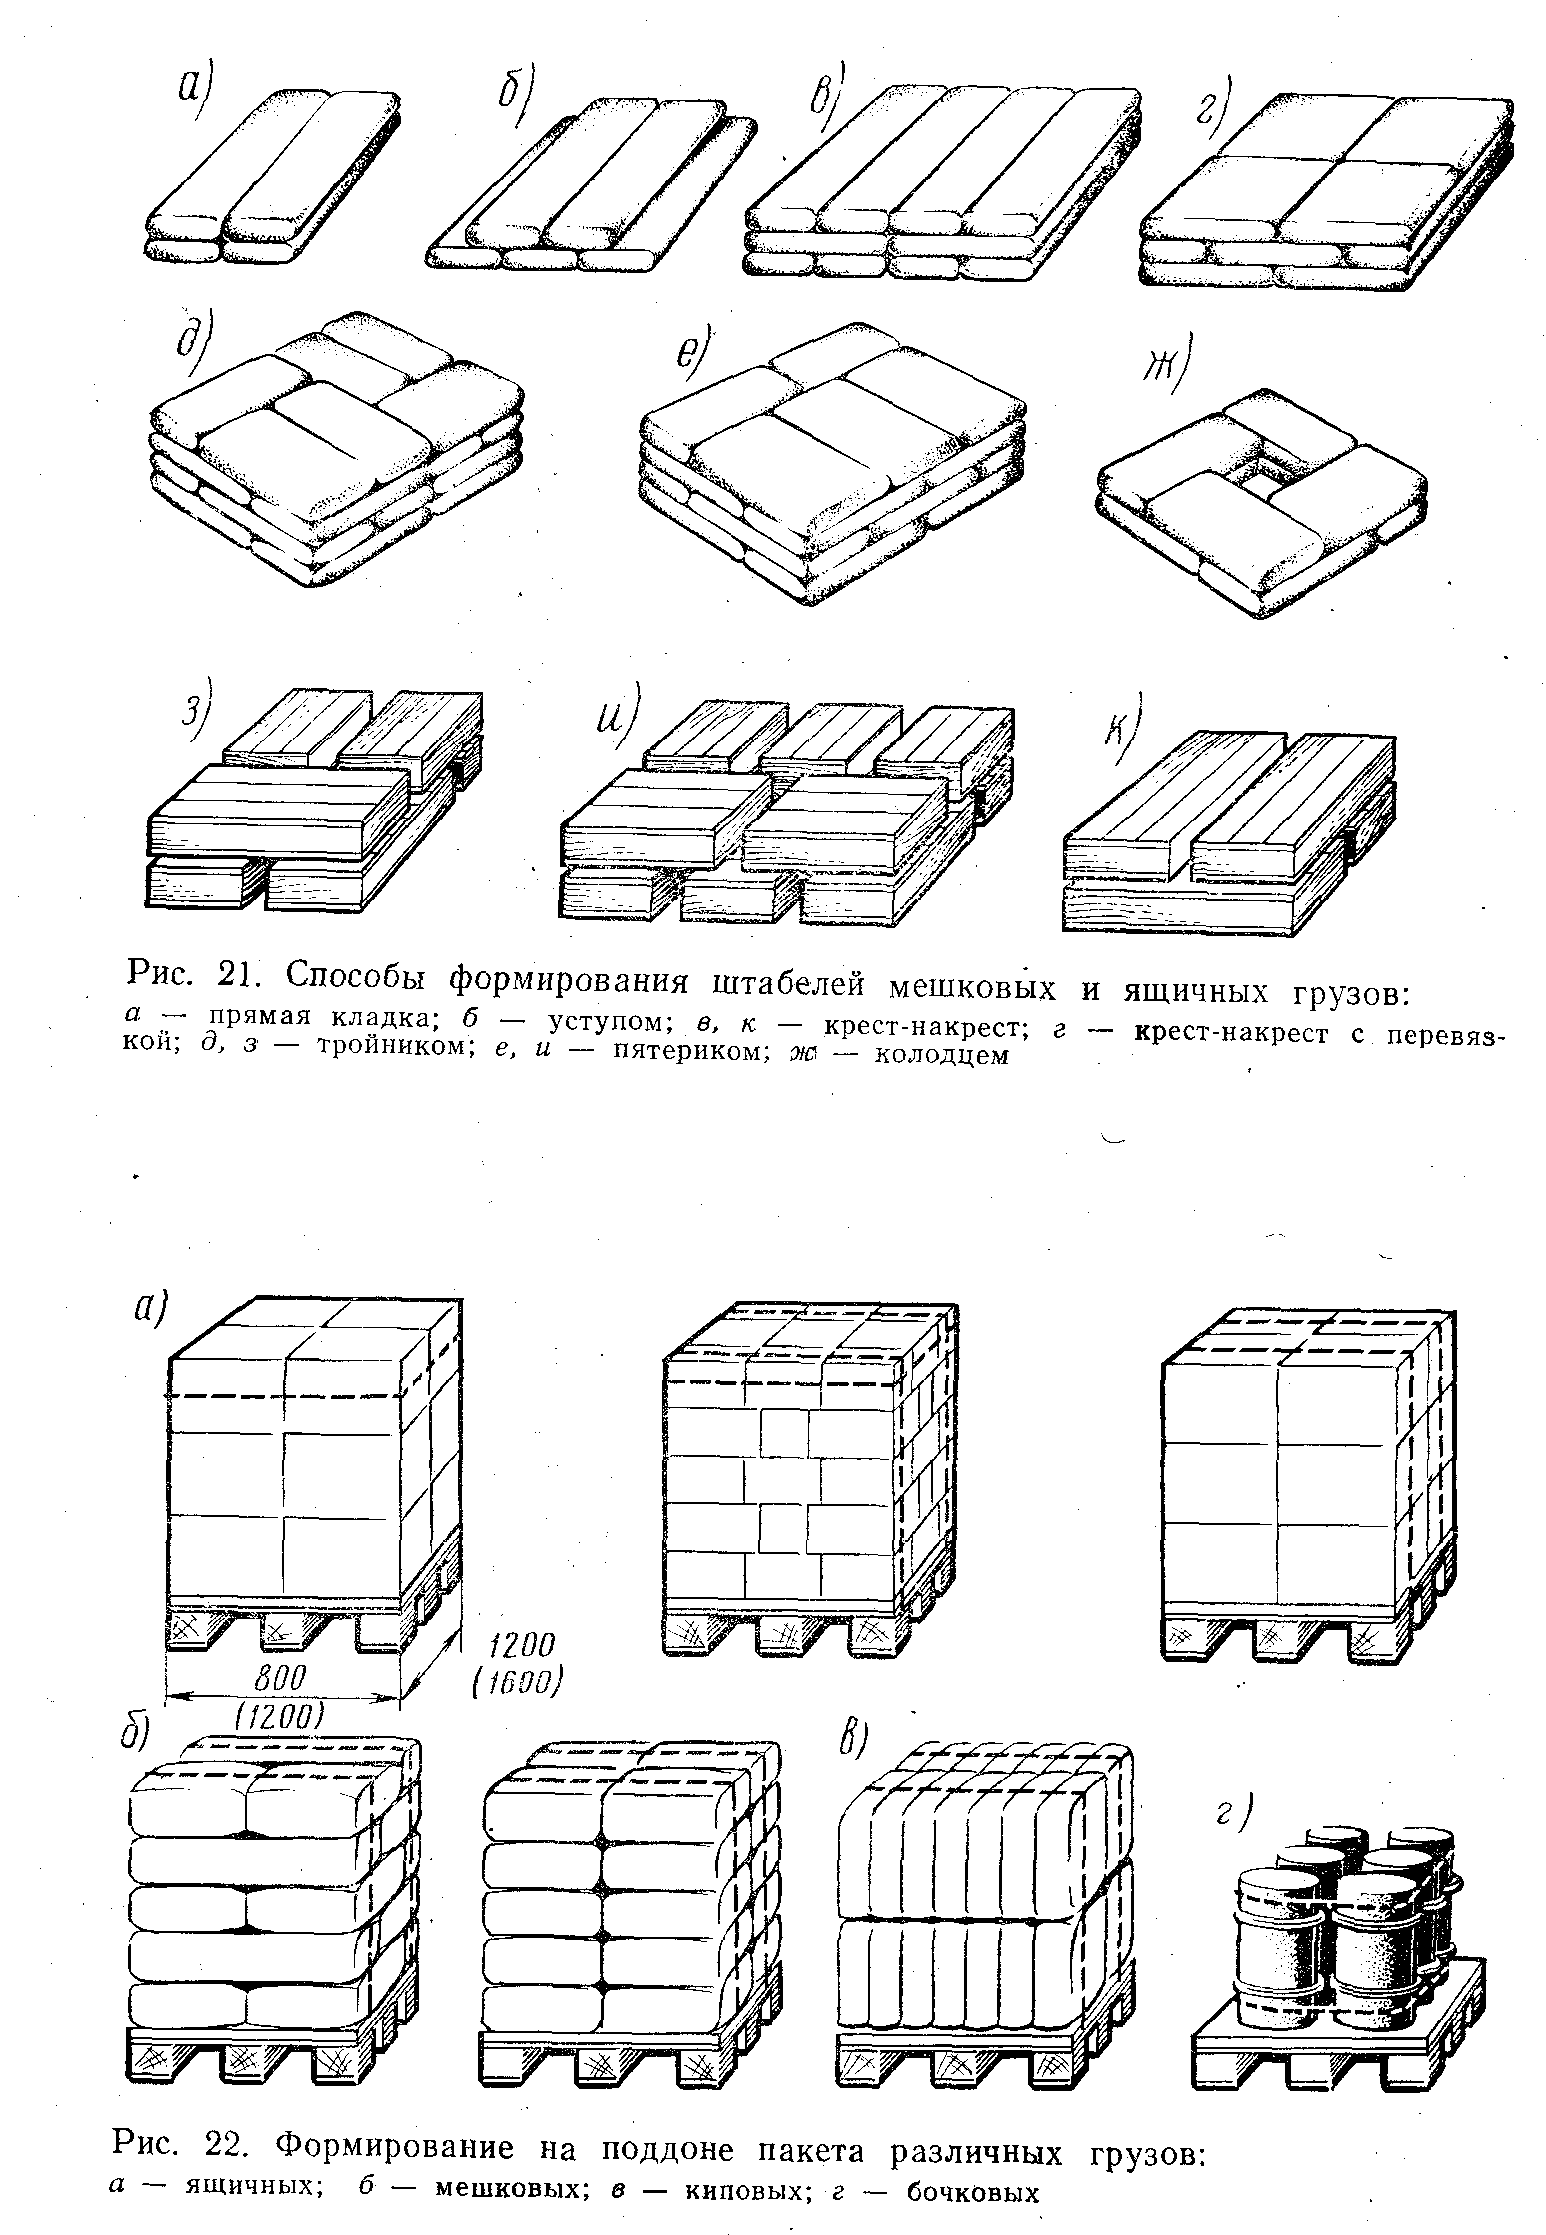 а) б) в) г)
д) е) ж)
з) и) к)
Рис. 21. Способы формирования штабелей мешковых и ящичных грузов:
а — прямая кладка; б — уступом; в, к — крест-накрест; г — крест-накрест с перевяз-
кой; д, з — тройником; е, и — пятериком; ж — колодцем
а)
1200
(1600)
800
(1200)
б) в) г)
Рис. 22. Формирование на поддоне пакета различных грузов:
а — ящичных; б — мешковых; в — киповых; г — бочковых